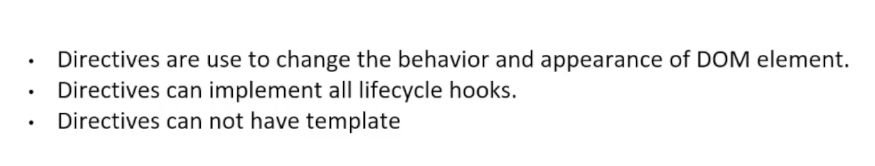 • Directives are use to change the behavior and appearance of DOM element.
• Directives can implement all lifecycle hooks.
• Directives can not have template